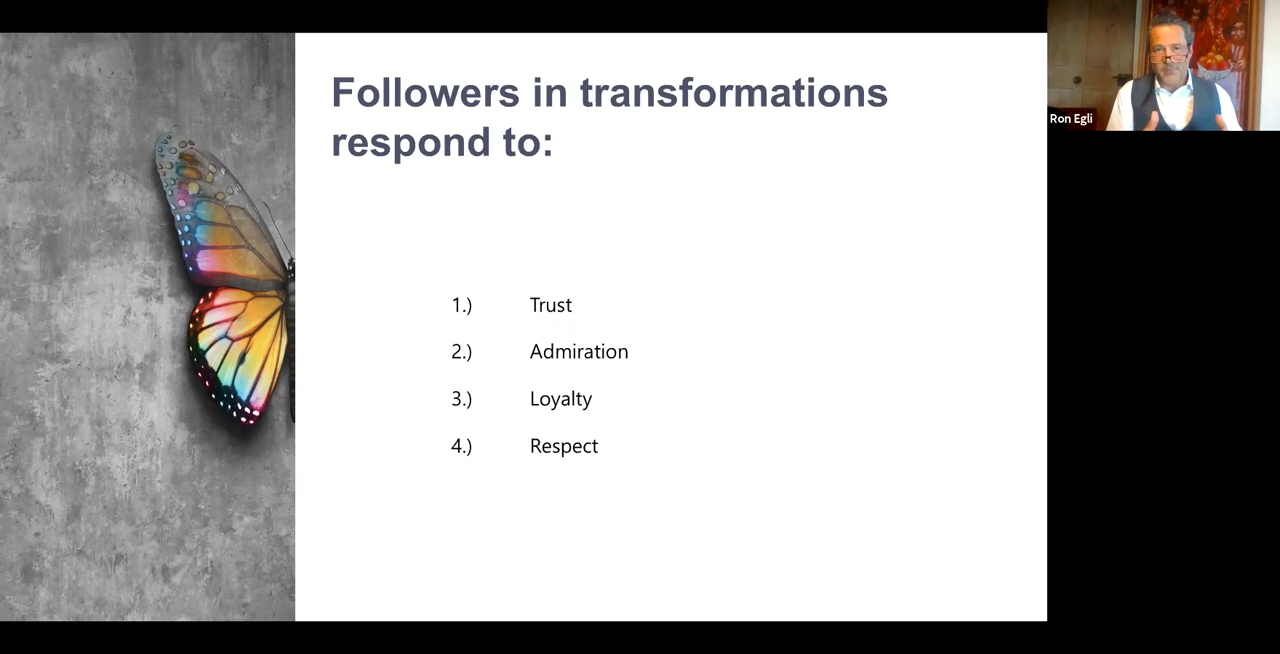 Followers in transformations
respond to:
1.) Trust
2.) Admiration
3.) Loyalty
4.) Respect
Ron Egli